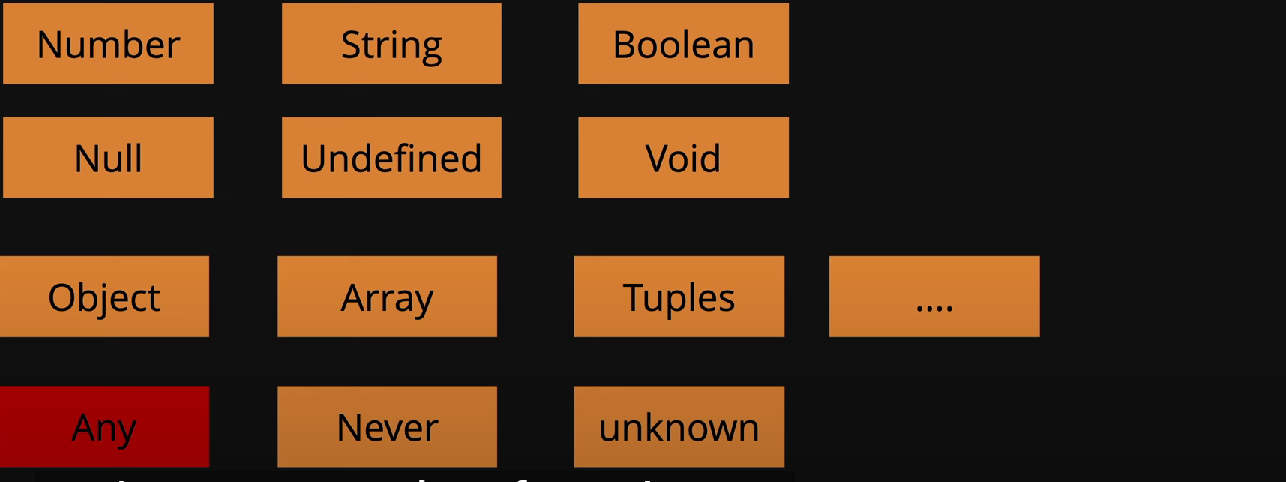 Number String Boolean
Null Undefined Void
Object Array Tuples ....
Any Never unknown